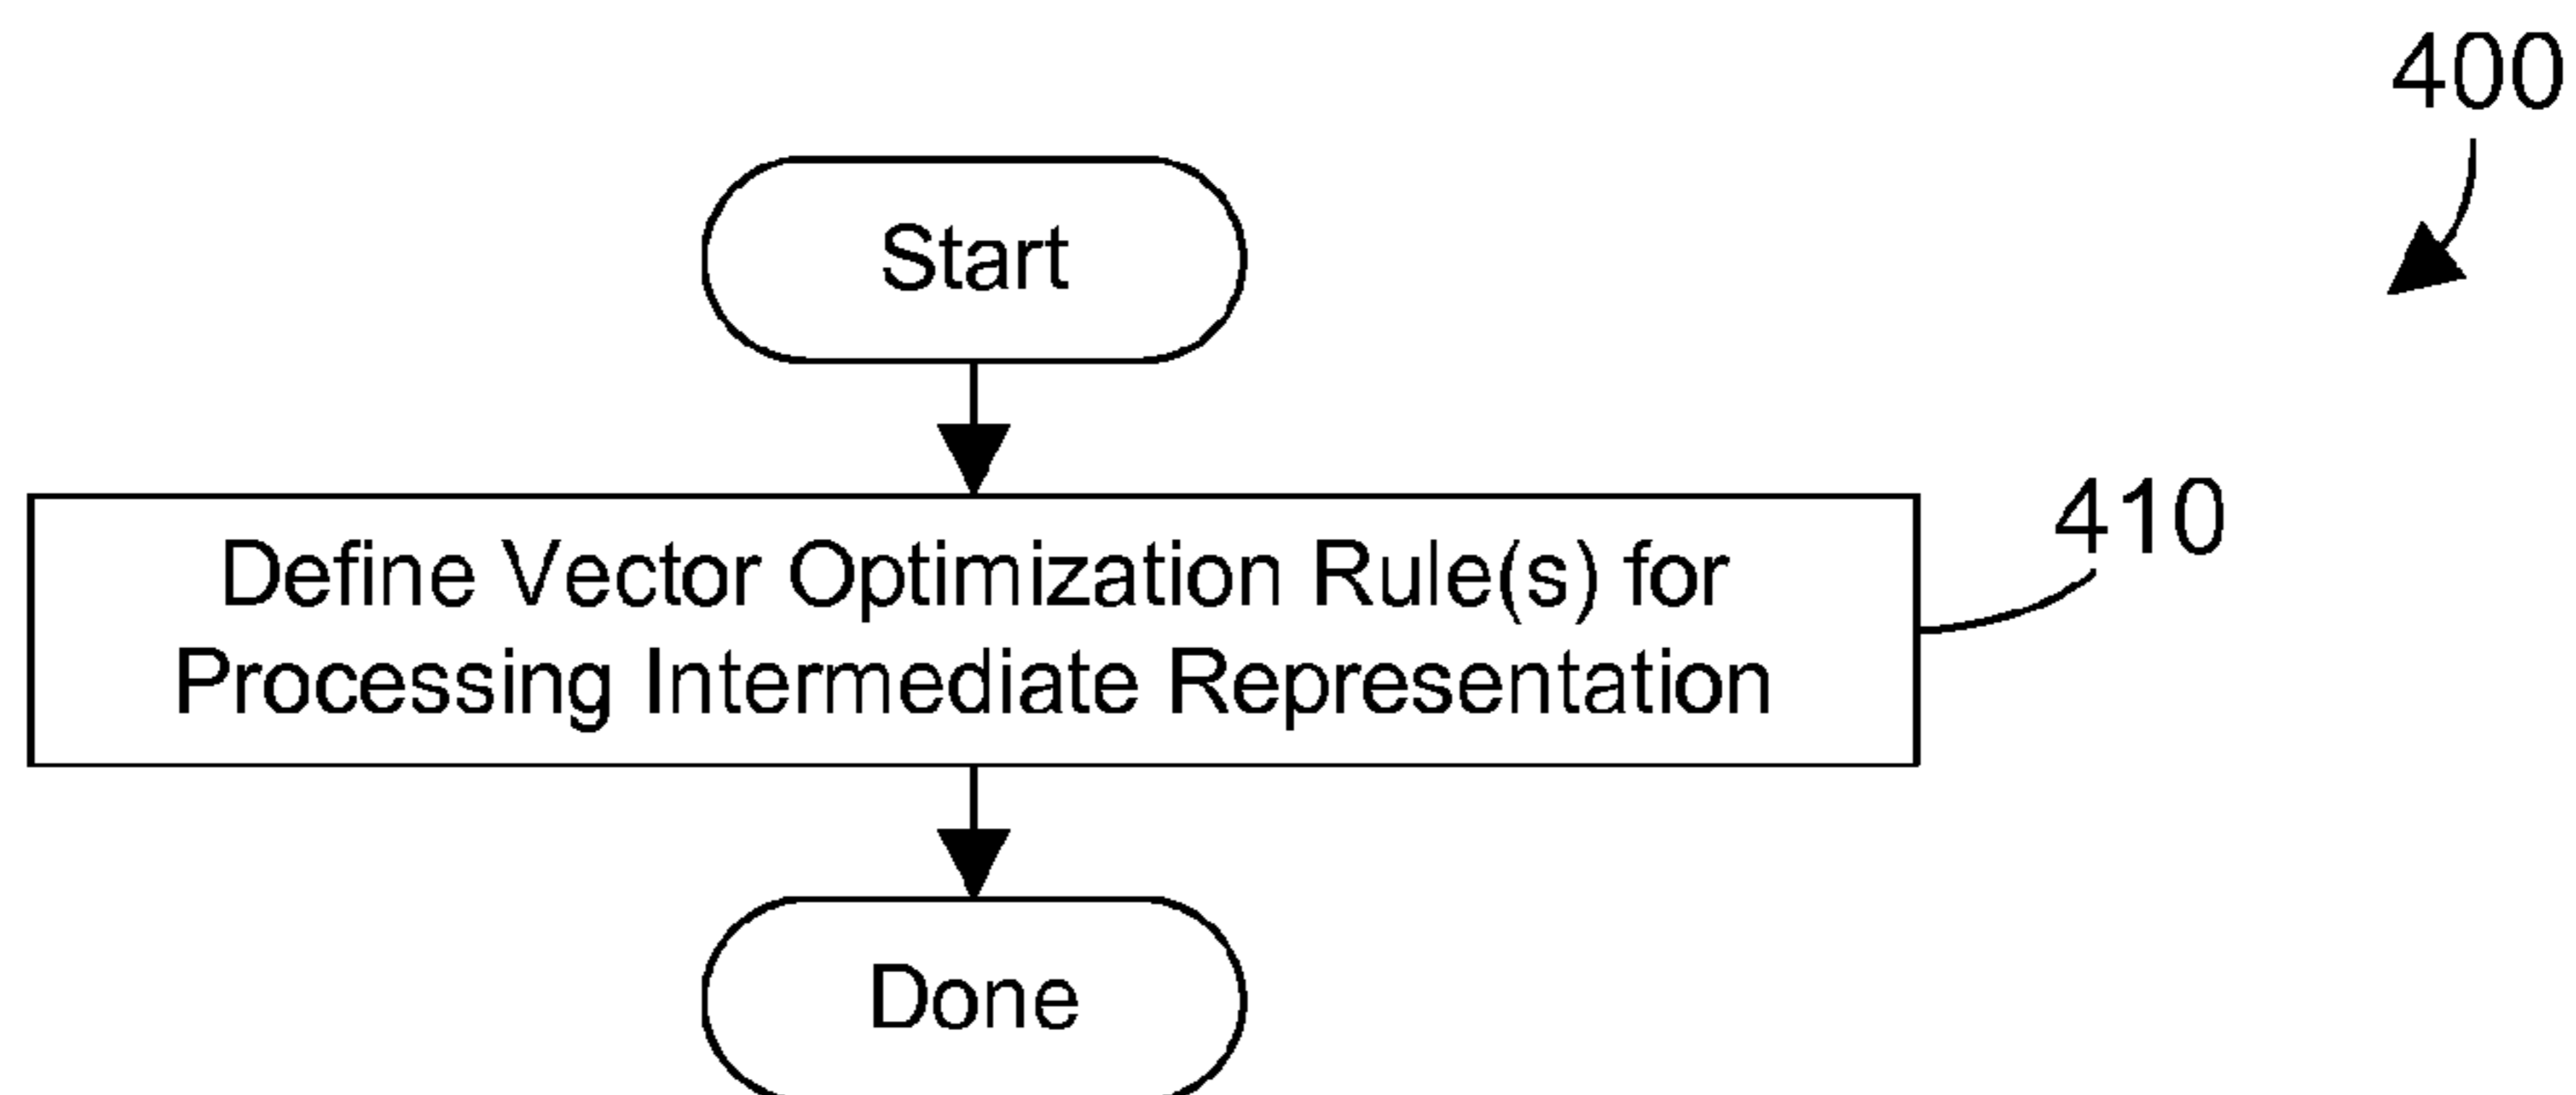 400
Start
410
Define Vector Optimization Rule(s) for
Processing Intermediate Representation
Done